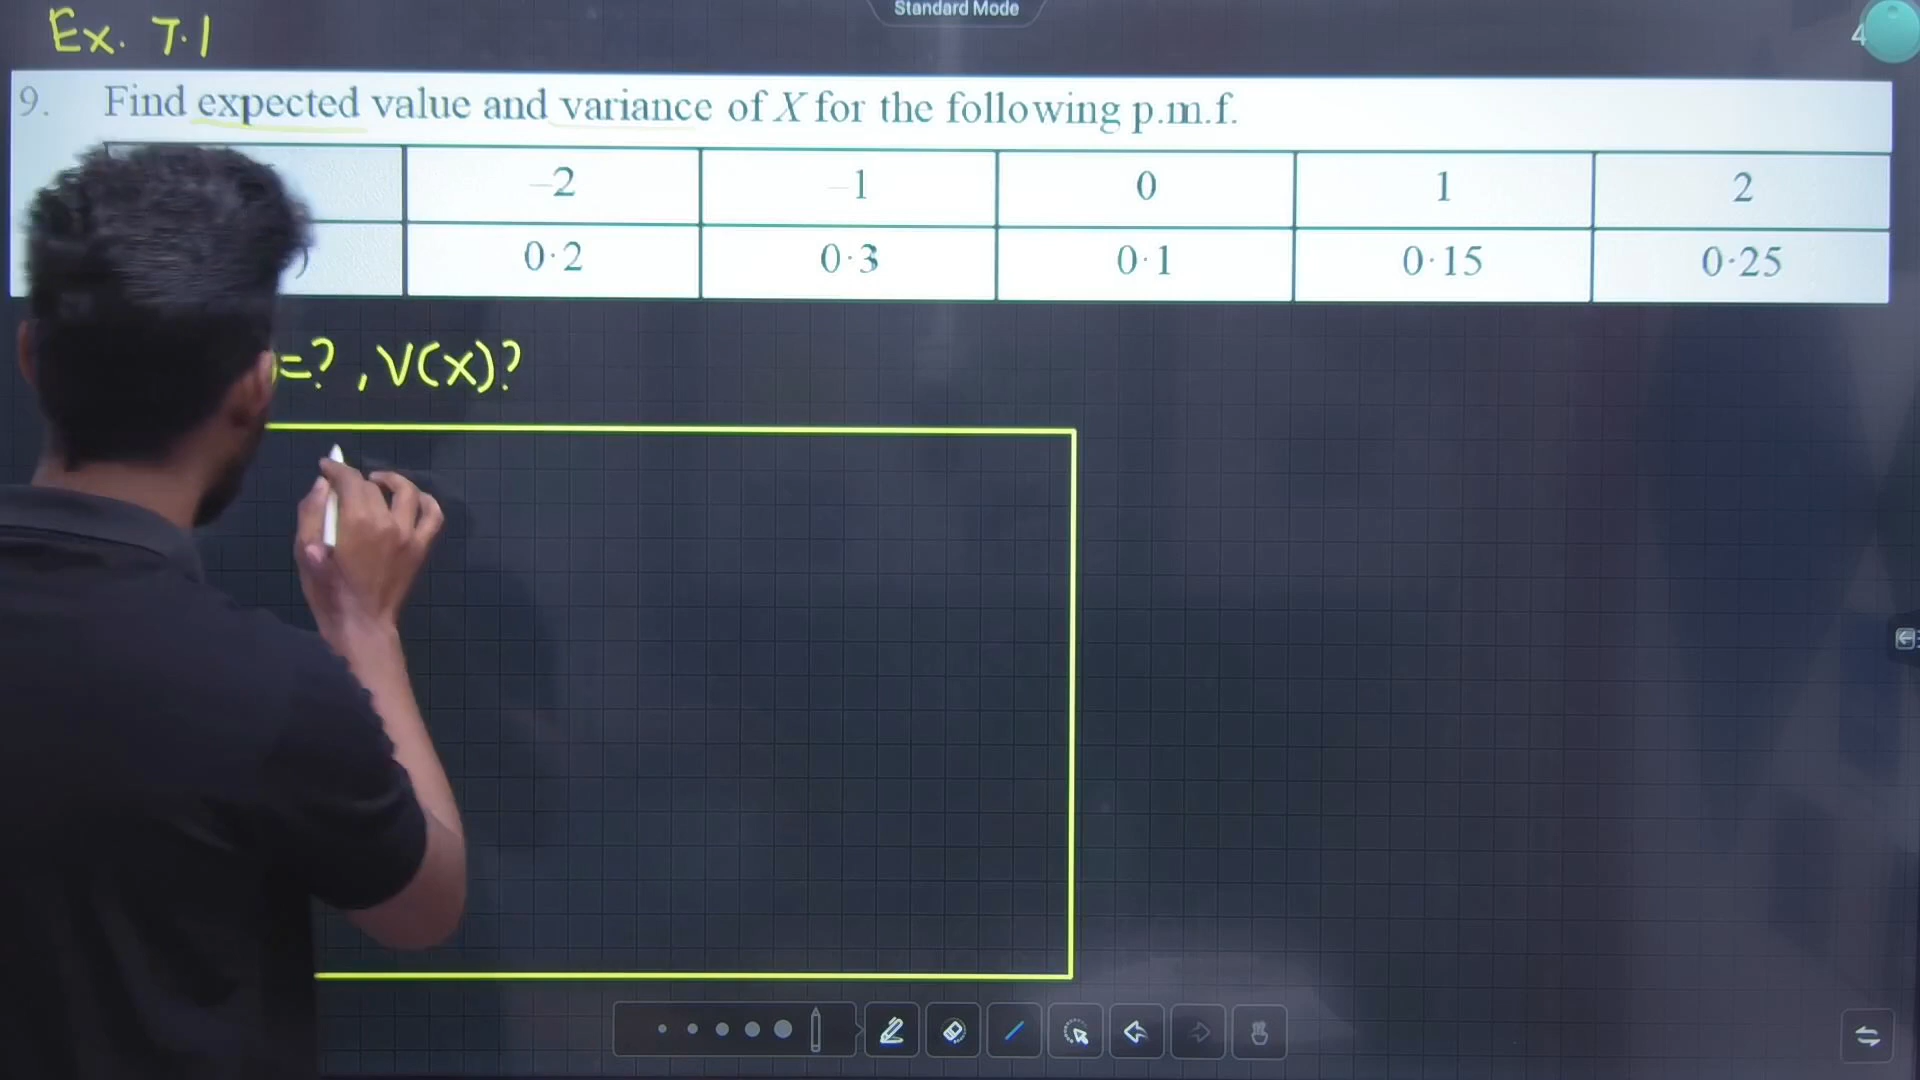 Standard Mode
Ex. 7.1
4
9. Find expected value and variance of X for the following p.m.f.
–2 –1 0 1 2
) 0·2 0·3 0·1 0·15 0·25
=? , V(X)?